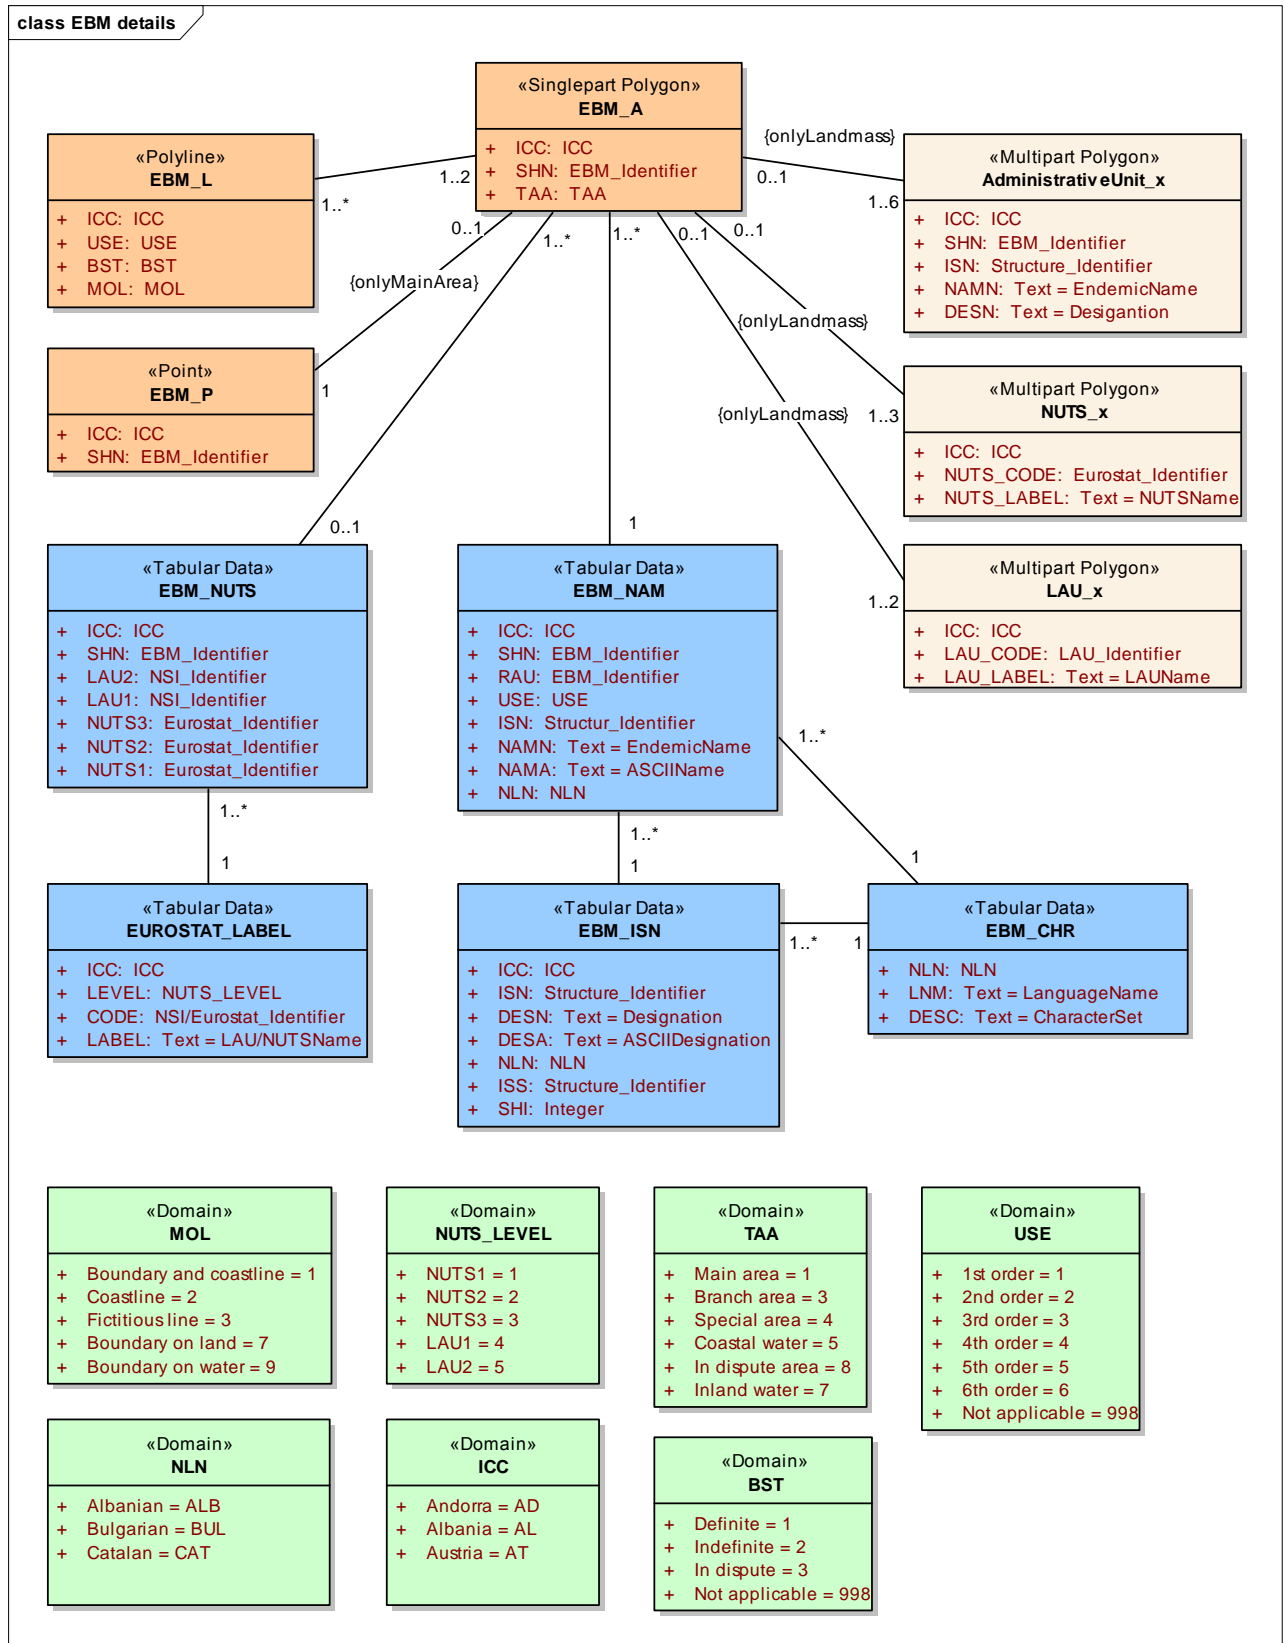 class EBM details
«Singlepart Polygon»
EBM_A
+ ICC: ICC
+ SHN: EBM_Identifier
+ TAA: TAA
«Polyline»
EBM_L
+ ICC: ICC
+ USE: USE
+ BST: BST
+ MOL: MOL
«Multipart Polygon»
AdministrativeUnit_x
+ ICC: ICC
+ SHN: EBM_Identifier
+ ISN: Structure_Identifier
+ NAMN: Text = EndemicName
+ DESN: Text = Desigantion
{onlyLandmass}
1..2
1..*
0..1
1..6
0..1
1..*
1..*
0..1
0..1
{onlyMainArea}
{onlyLandmass}
{onlyLandmass}
«Point»
EBM_P
+ ICC: ICC
+ SHN: EBM_Identifier
1
«Multipart Polygon»
NUTS_x
+ ICC: ICC
+ NUTS_CODE: Eurostat_Identifier
+ NUTS_LABEL: Text = NUTSName
1..3
0..1
1
«Multipart Polygon»
LAU_x
+ ICC: ICC
+ LAU_CODE: LAU_Identifier
+ LAU_LABEL: Text = LAUName
1..2
«Tabular Data»
EBM_NUTS
+ ICC: ICC
+ SHN: EBM_Identifier
+ LAU2: NSI_Identifier
+ LAU1: NSI_Identifier
+ NUTS3: Eurostat_Identifier
+ NUTS2: Eurostat_Identifier
+ NUTS1: Eurostat_Identifier
«Tabular Data»
EBM_NAM
+ ICC: ICC
+ SHN: EBM_Identifier
+ RAU: EBM_Identifier
+ USE: USE
+ ISN: Structur_Identifier
+ NAMN: Text = EndemicName
+ NAMA: Text = ASCIIName
+ NLN: NLN
1..*
1..*
1
1..*
1
1
«Tabular Data»
EUROSTAT_LABEL
+ ICC: ICC
+ LEVEL: NUTS_LEVEL
+ CODE: NSI/Eurostat_Identifier
+ LABEL: Text = LAU/NUTSName
«Tabular Data»
EBM_ISN
+ ICC: ICC
+ ISN: Structure_Identifier
+ DESN: Text = Designation
+ DESA: Text = ASCIIDesignation
+ NLN: NLN
+ ISS: Structure_Identifier
+ SHI: Integer
1..*
1
«Tabular Data»
EBM_CHR
+ NLN: NLN
+ LNM: Text = LanguageName
+ DESC: Text = CharacterSet
«Domain»
MOL
+ Boundary and coastline = 1
+ Coastline = 2
+ Fictitious line = 3
+ Boundary on land = 7
+ Boundary on water = 9
«Domain»
NUTS_LEVEL
+ NUTS1 = 1
+ NUTS2 = 2
+ NUTS3 = 3
+ LAU1 = 4
+ LAU2 = 5
«Domain»
TAA
+ Main area = 1
+ Branch area = 3
+ Special area = 4
+ Coastal water = 5
+ In dispute area = 8
+ Inland water = 7
«Domain»
USE
+ 1st order = 1
+ 2nd order = 2
+ 3rd order = 3
+ 4th order = 4
+ 5th order = 5
+ 6th order = 6
+ Not applicable = 998
«Domain»
NLN
+ Albanian = ALB
+ Bulgarian = BUL
+ Catalan = CAT
«Domain»
ICC
+ Andorra = AD
+ Albania = AL
+ Austria = AT
«Domain»
BST
+ Definite = 1
+ Indefinite = 2
+ In dispute = 3
+ Not applicable = 998